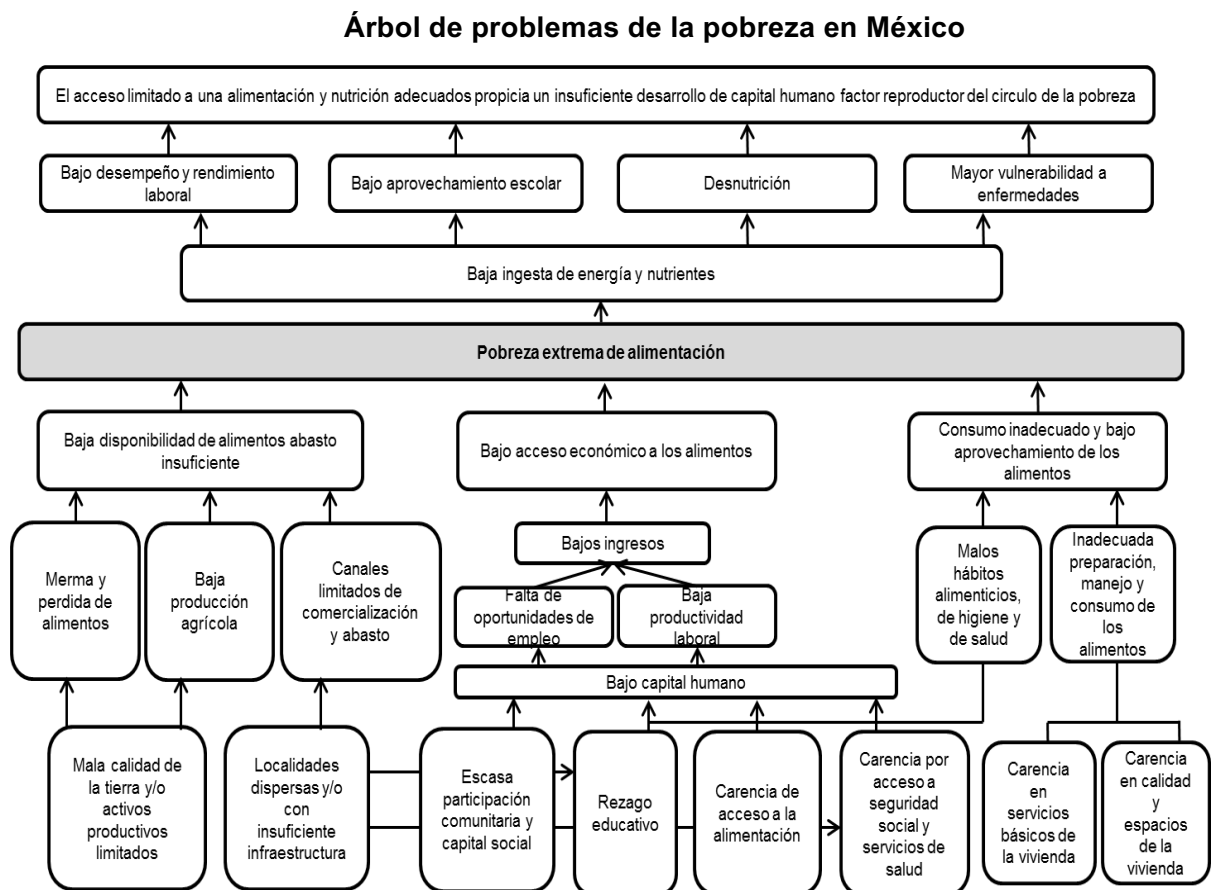 Árbol de problemas de la pobreza en México
El acceso limitado a una alimentación y nutrición adecuados propicia un insuficiente desarrollo de capital humano factor reproductor del circulo de la pobreza
Bajo desempeño y rendimiento
laboral
Bajo aprovechamiento escolar
Desnutrición
Mayor vulnerabilidad a
enfermedades
Baja ingesta de energía y nutrientes
Pobreza extrema de alimentación
Baja disponibilidad de alimentos abasto
insuficiente
Bajo acceso económico a los alimentos
Consumo inadecuado y bajo
aprovechamiento de los
alimentos
Merma y
perdida de
alimentos
Baja
producción
agrícola
Canales
limitados de
comercialización
y abasto
Bajos ingresos
Falta de
oportunidades de
empleo
Baja
productividad
laboral
Bajo capital humano
Malos
hábitos
alimenticios,
de higiene y
de salud
Inadecuada
preparación,
manejo y
consumo de
los
alimentos
Mala calidad de
la tierra y/o
activos
productivos
limitados
Localidades
dispersas y/o
con
insuficiente
infraestructura
Escasa
participación
comunitaria y
capital social
Rezago
educativo
Carencia de
acceso a la
alimentación
Carencia por
acceso a
seguridad
social y
servicios de
salud
Carencia
en
servicios
básicos de
la vivienda
Carencia
en calidad
y
espacios
de la
vivienda